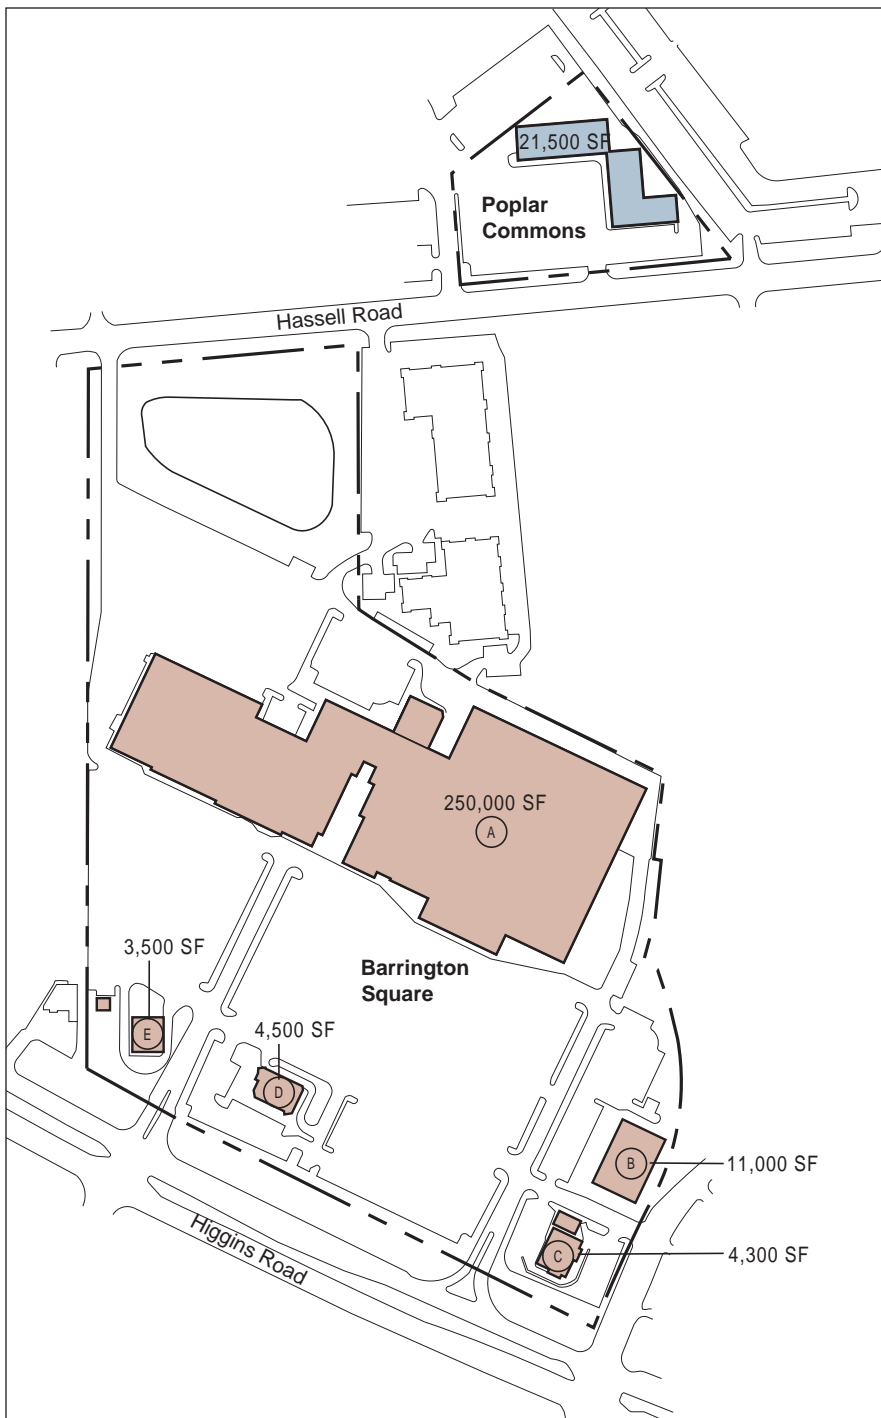 21,500 SF
Poplar
Commons
Hassell Road
250,000 SF
A
3,500 SF
Barrington
Square
E
4,500 SF
D
B
11,000 SF
C
4,300 SF
Higgins Road